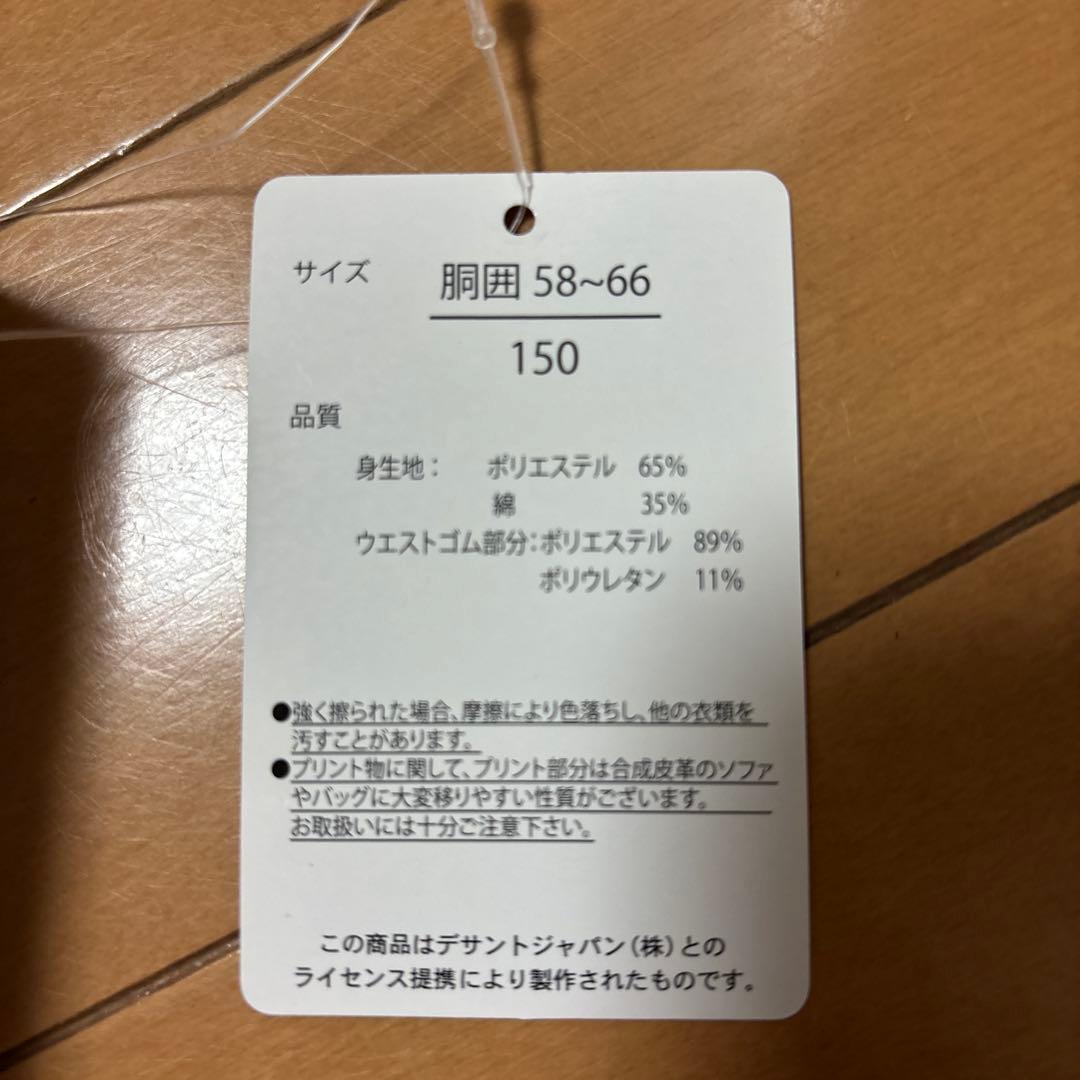 サイズ 胴囲 58~66
150
品質
身生地： ポリエステル 65%
綿 35%
ウエストゴム部分：ポリエステル 89%
ポリウレタン 11%
●強く擦られた場合、摩擦により色落ちし、他の衣類を
汚すことがあります。
●プリント物に関して、プリント部分は合成皮革のソファ
やバッグに大変移りやすい性質がございます。
お取扱いには十分ご注意下さい。
この商品はデサントジャパン（株）との
ライセンス提携により製作されたものです。